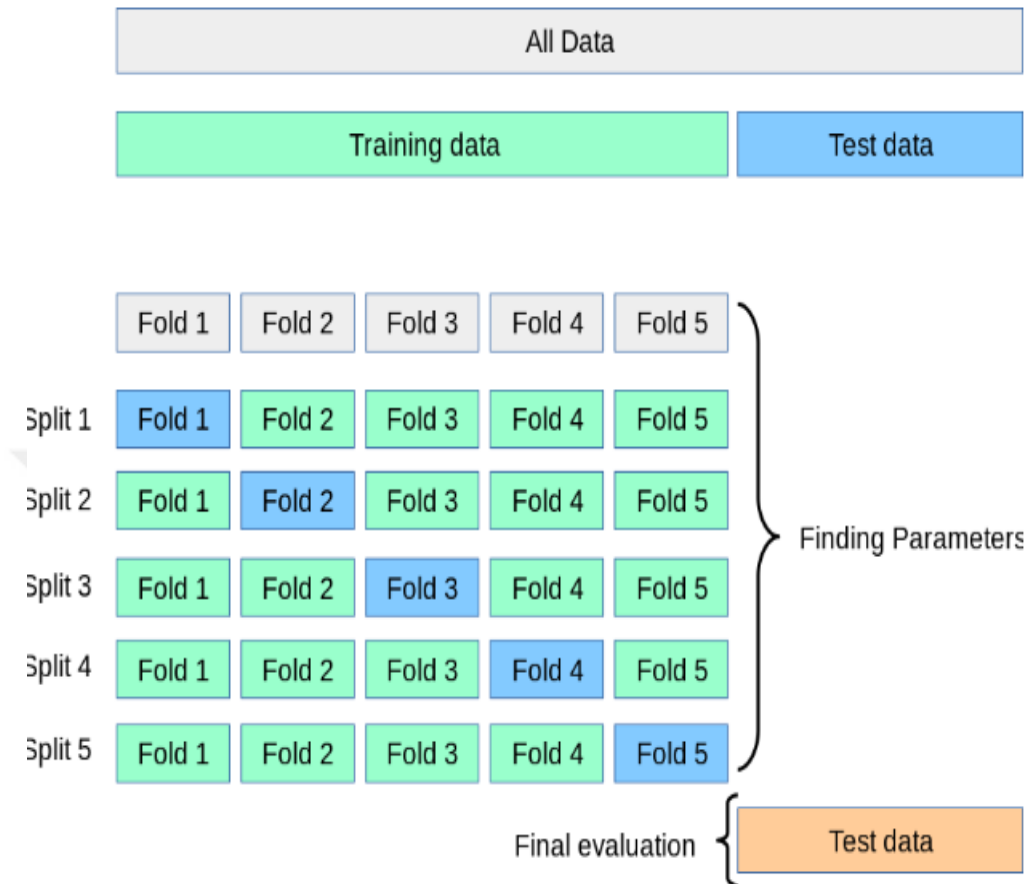 All Data
Training data Test data
Fold 1 Fold 2 Fold 3 Fold 4 Fold 5
Split 1 Fold 1 Fold 2 Fold 3 Fold 4 Fold 5
Split 2 Fold 1 Fold 2 Fold 3 Fold 4 Fold 5
Finding Parameters
Split 3 Fold 1 Fold 2 Fold 3 Fold 4 Fold 5
Split 4 Fold 1 Fold 2 Fold 3 Fold 4 Fold 5
Split 5 Fold 1 Fold 2 Fold 3 Fold 4 Fold 5
Final evaluation Test data